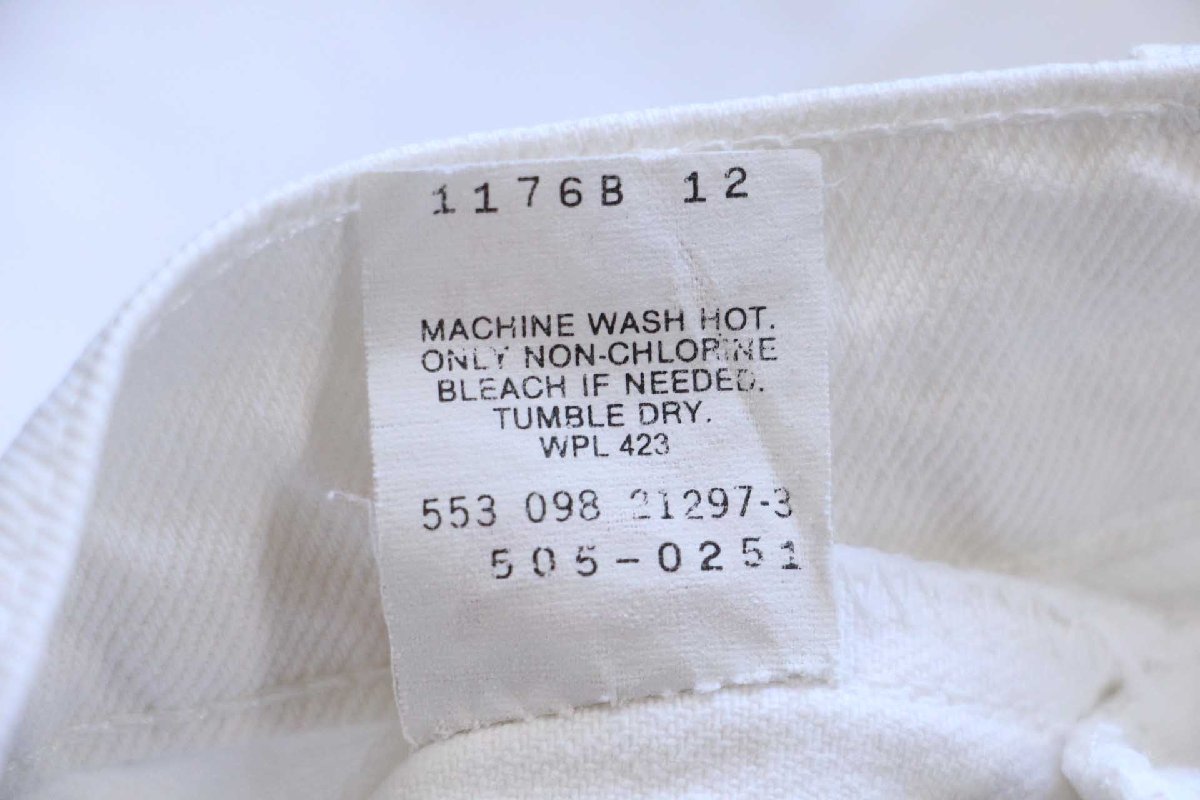 1176B 12
MACHINE WASH HOT.
ONLY NON-CHLORINE
BLEACH IF NEEDED.
TUMBLE DRY.
WPL 423
553 098 21297-3
505-0251